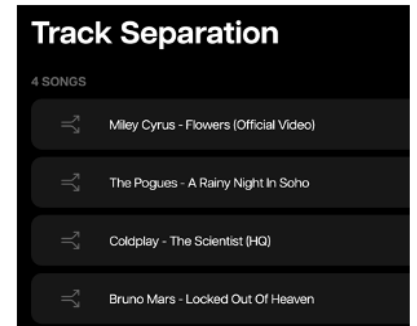 Track Separation
4 SONGS
Miley Cyrus - Flowers (Official Video)
The Pogues - A Rainy Night In Soho
Coldplay - The Scientist (HQ)
Bruno Mars - Locked Out Of Heaven